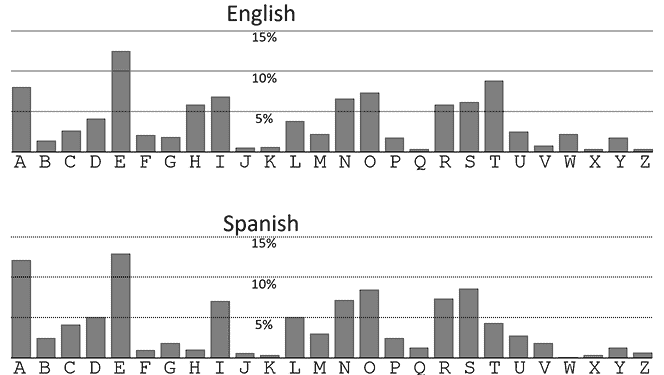 English
15%
10%
5%
A B C D E F G H I J K L M N O P Q R S T U V W X Y Z
Spanish
15%
10%
5%
A B C D E F G H I J K L M N O P Q R S T U V W X Y Z